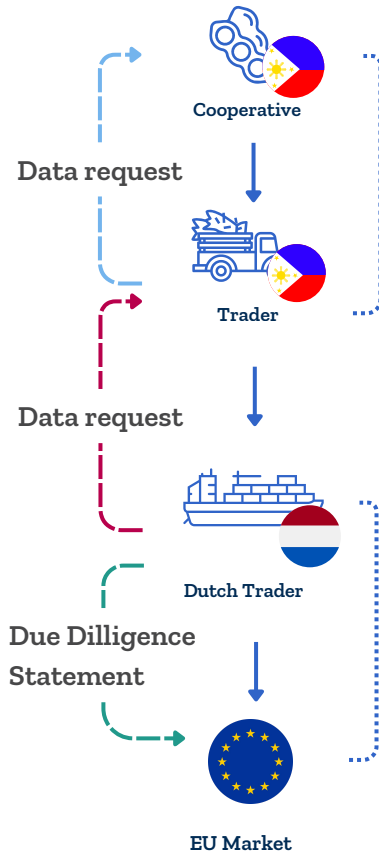 Cooperative
Data request
Trader
Data request
Dutch Trader
Due Dilligence
Statement
EU Market